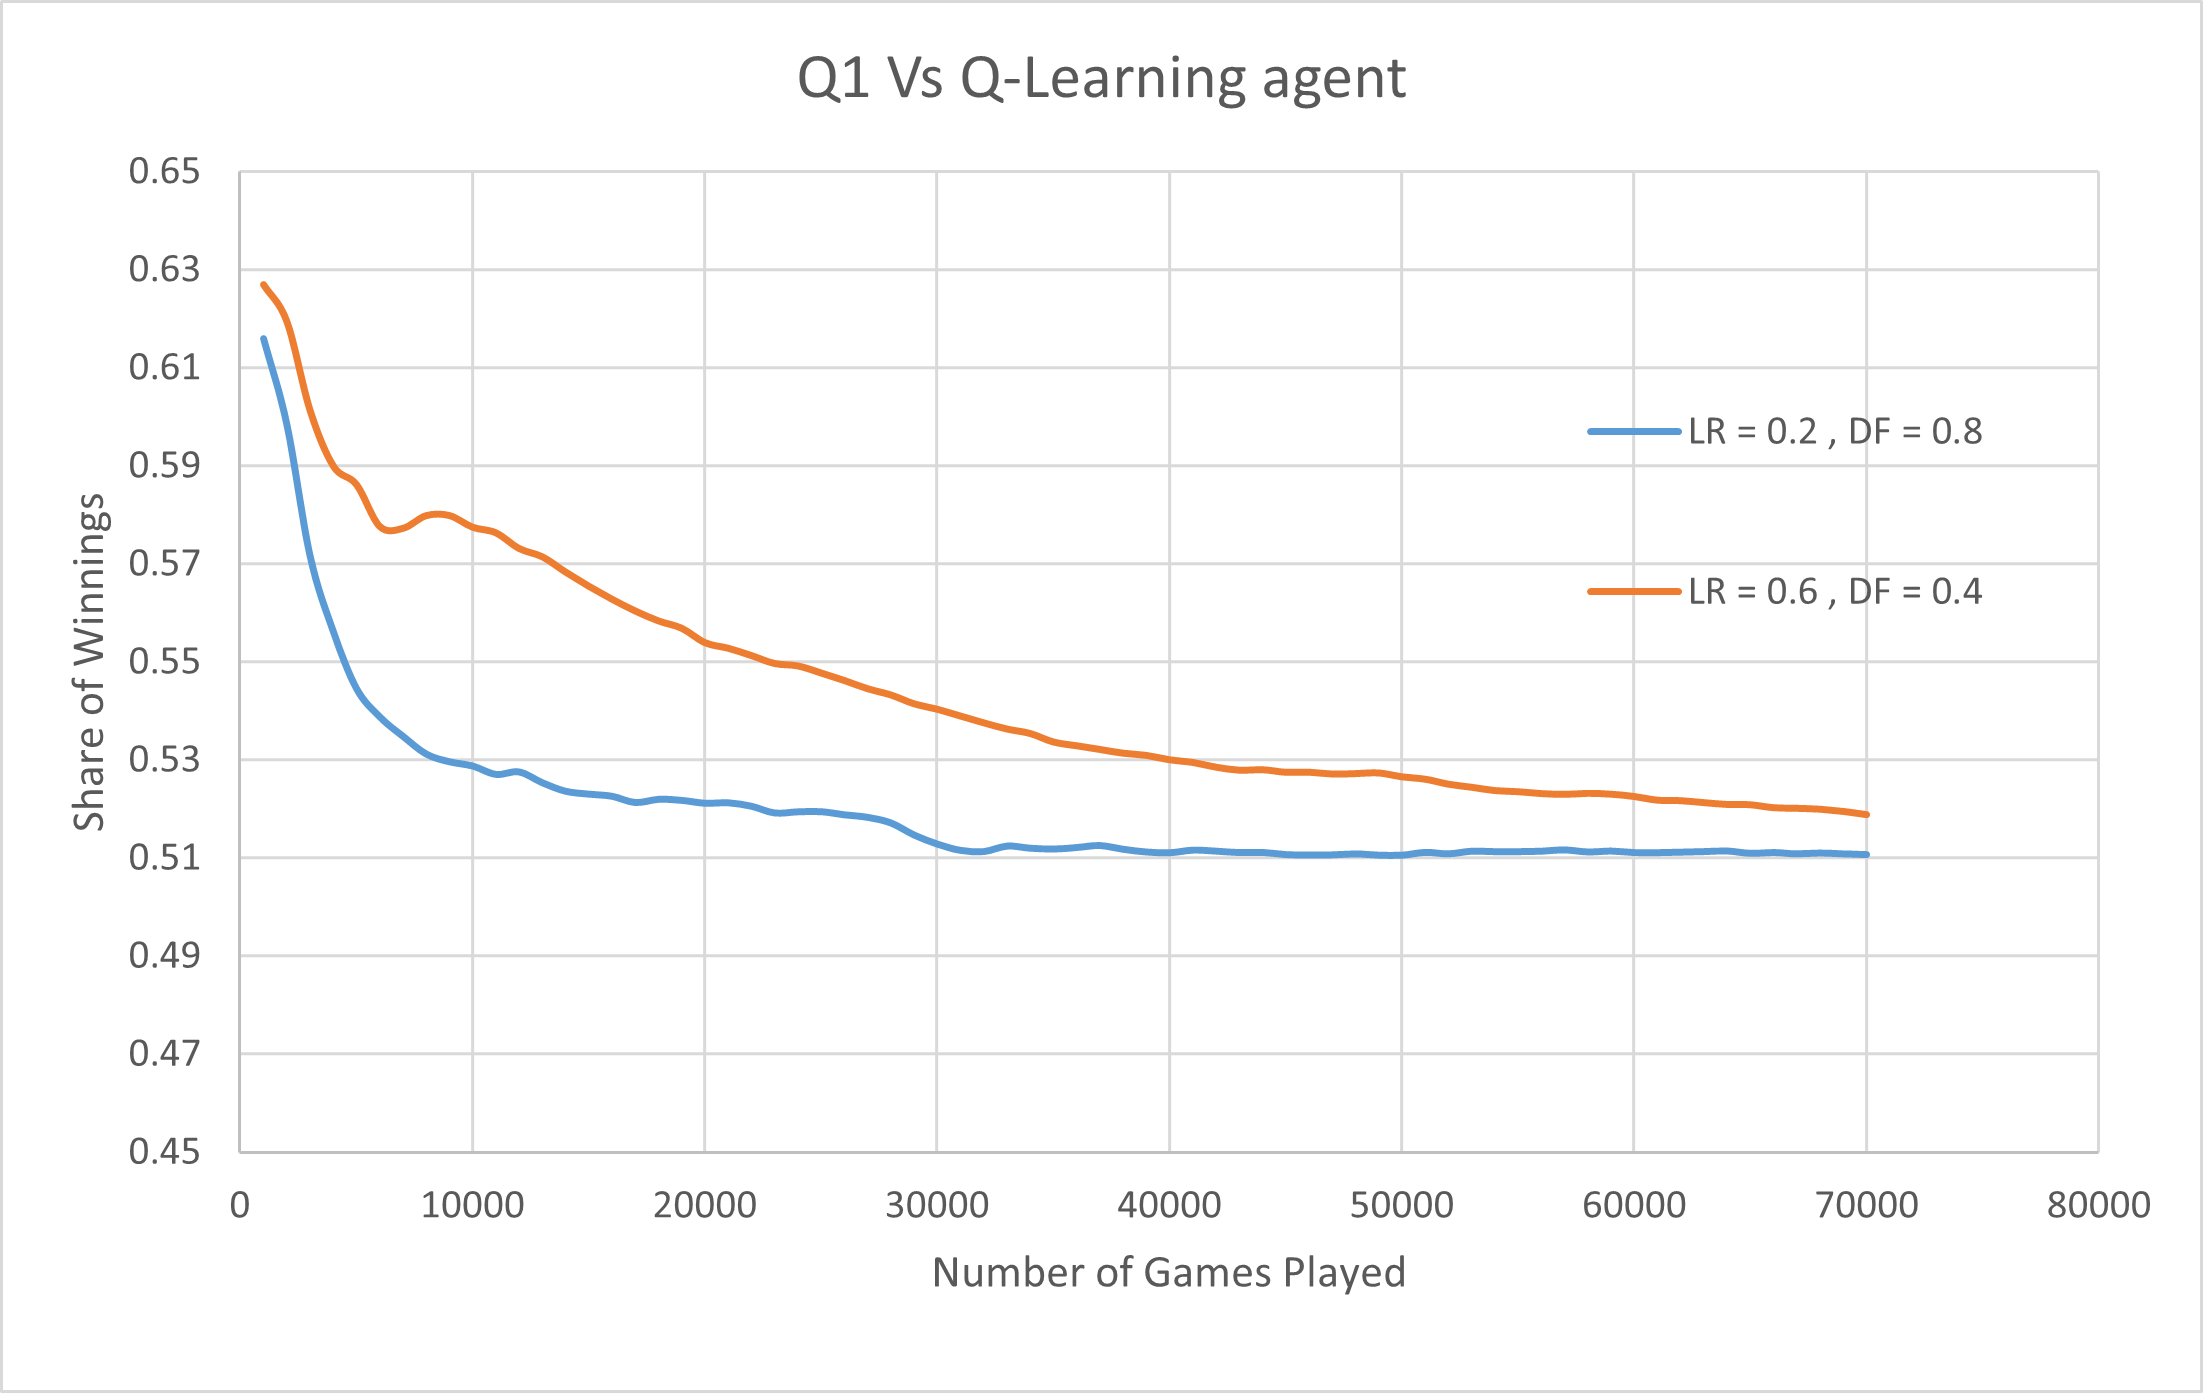 Q1 Vs Q-Learning agent
0.65
0.63
0.61
0.59
0.57
0.55
0.53
0.51
0.49
0.47
0.45
Share of Winnings
LR = 0.2 , DF = 0.8
LR = 0.6 , DF = 0.4
0 10000 20000 30000 40000 50000 60000 70000 80000
Number of Games Played